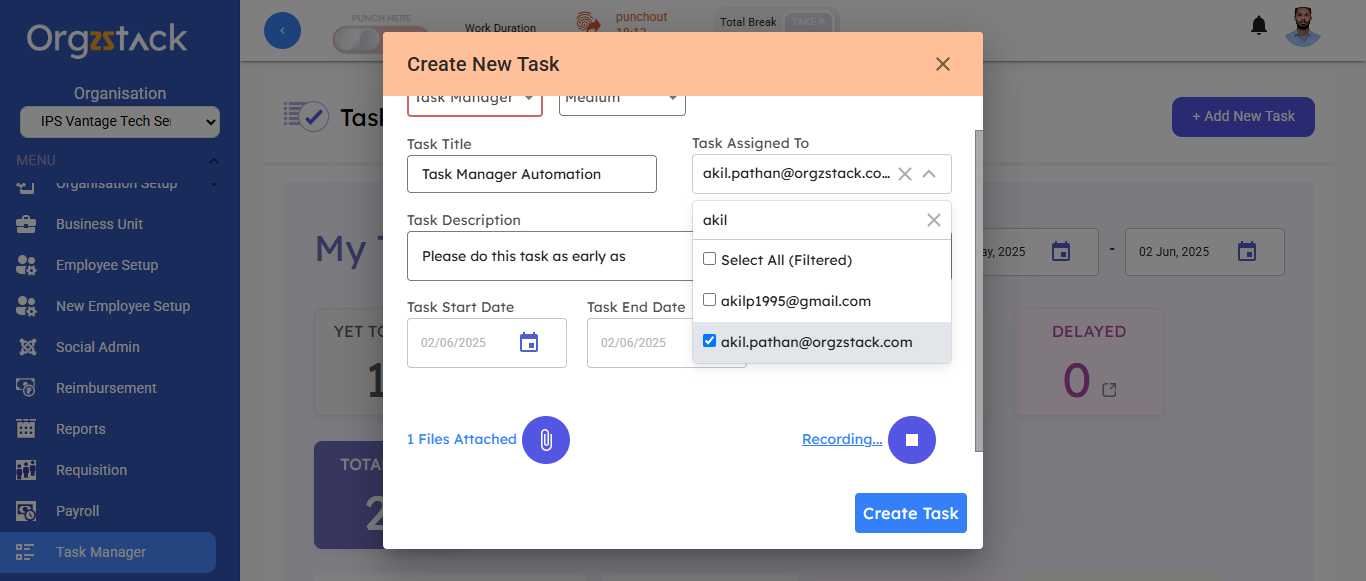 Orgzstack
Organisation
IPS Vantage Tech Ser
MENU
Organisation Setup
Business Unit
Employee Setup
New Employee Setup
Social Admin
Reimbursement
Reports
Requisition
Payroll
Task Manager
PUNCH HERE
Work Duration
punchout
Total Break
TAKE A
Task
+ Add New Task
My
ay, 2025
-
02 Jun, 2025
YET TO
1
DELAYED
0
TOTA
2
Create New Task
Task Manager
Medium
Task Title
Task Manager Automation
Task Assigned To
akil.pathan@orgzstack.co...
akil
Select All (Filtered)
akilp1995@gmail.com
akil.pathan@orgzstack.com
Task Description
Please do this task as early as
Task Start Date
02/06/2025
Task End Date
02/06/2025
1 Files Attached
Recording...
Create Task